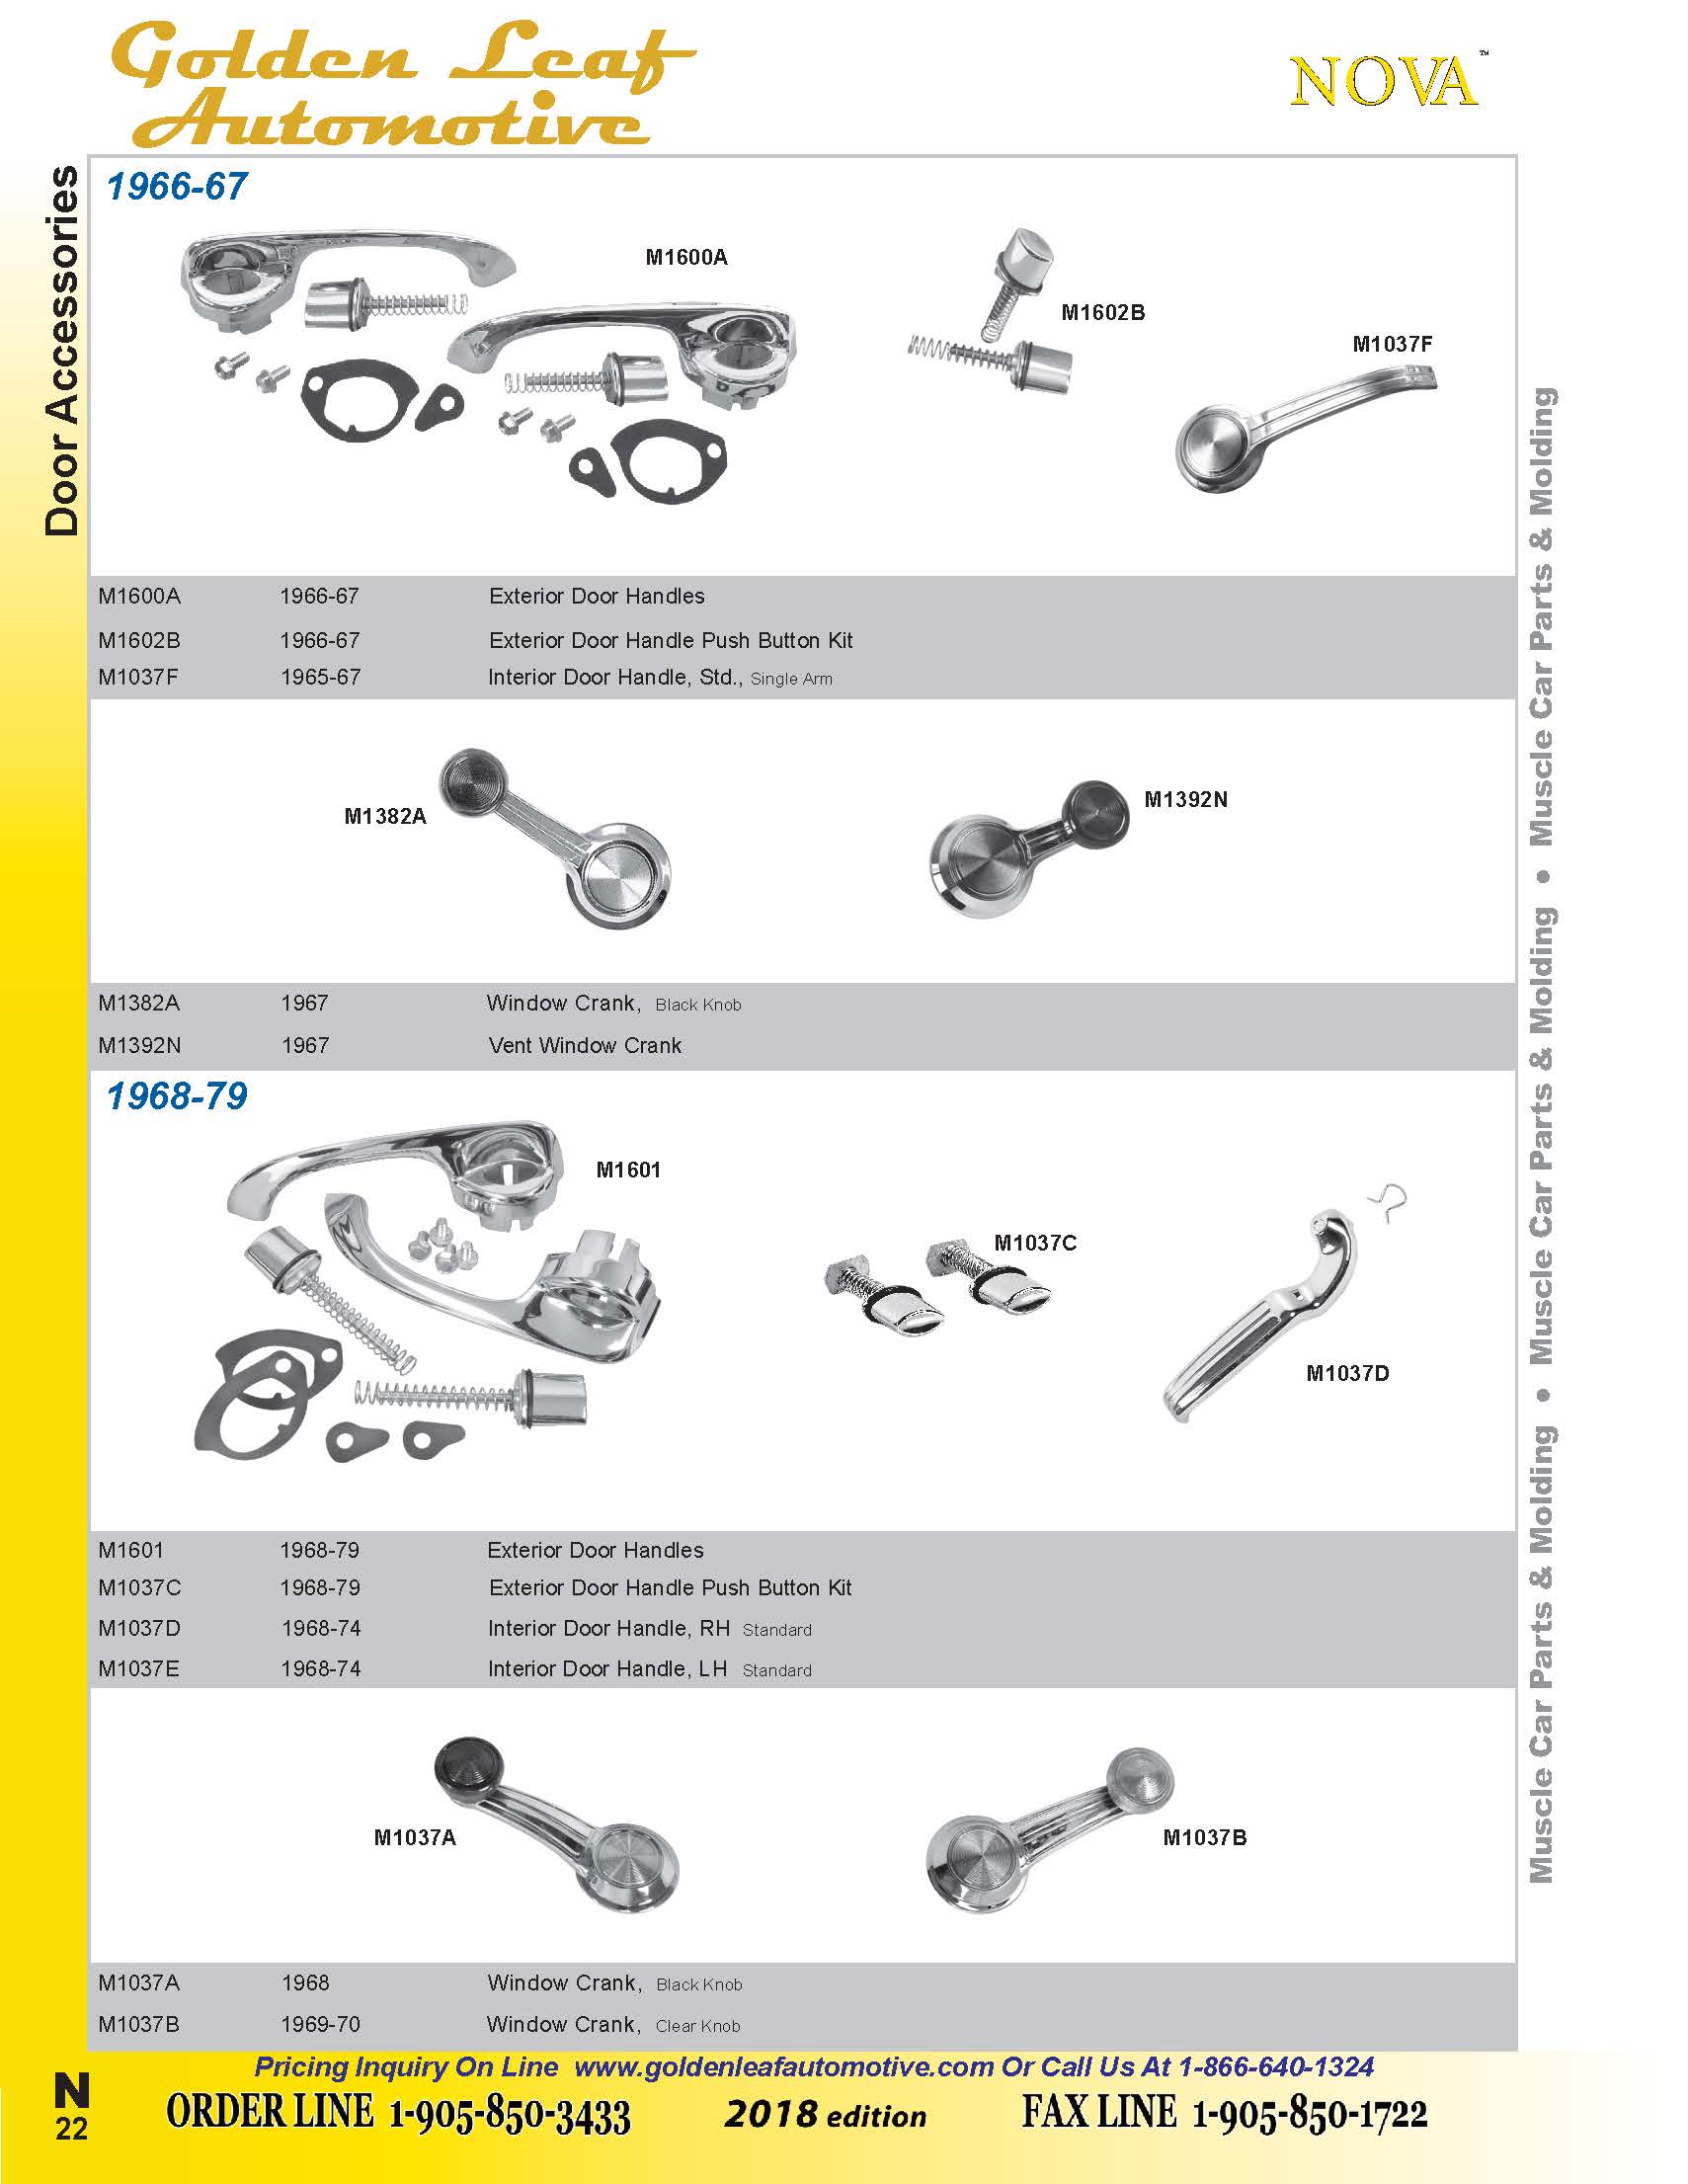 Golden Leaf
Automotive
NOVA™
Door Accessories
1966-67
M1600A
M1602B
M1037F
M1600A 1966-67 Exterior Door Handles
M1602B 1966-67 Exterior Door Handle Push Button Kit
M1037F 1965-67 Interior Door Handle, Std., Single Arm
M1382A
M1392N
M1382A 1967 Window Crank, Black Knob
M1392N 1967 Vent Window Crank
1968-79
M1601
M1037C
M1037D
M1601 1968-79 Exterior Door Handles
M1037C 1968-79 Exterior Door Handle Push Button Kit
M1037D 1968-74 Interior Door Handle, RH Standard
M1037E 1968-74 Interior Door Handle, LH Standard
M1037A
M1037B
M1037A 1968 Window Crank, Black Knob
M1037B 1969-70 Window Crank, Clear Knob
Muscle Car Parts & Molding • Muscle Car Parts & Molding • Muscle Car Parts & Molding
Pricing Inquiry On Line www.goldenleafautomotive.com Or Call Us At 1-866-640-1324
N
22
ORDER LINE 1-905-850-3433 2018 edition FAX LINE 1-905-850-1722